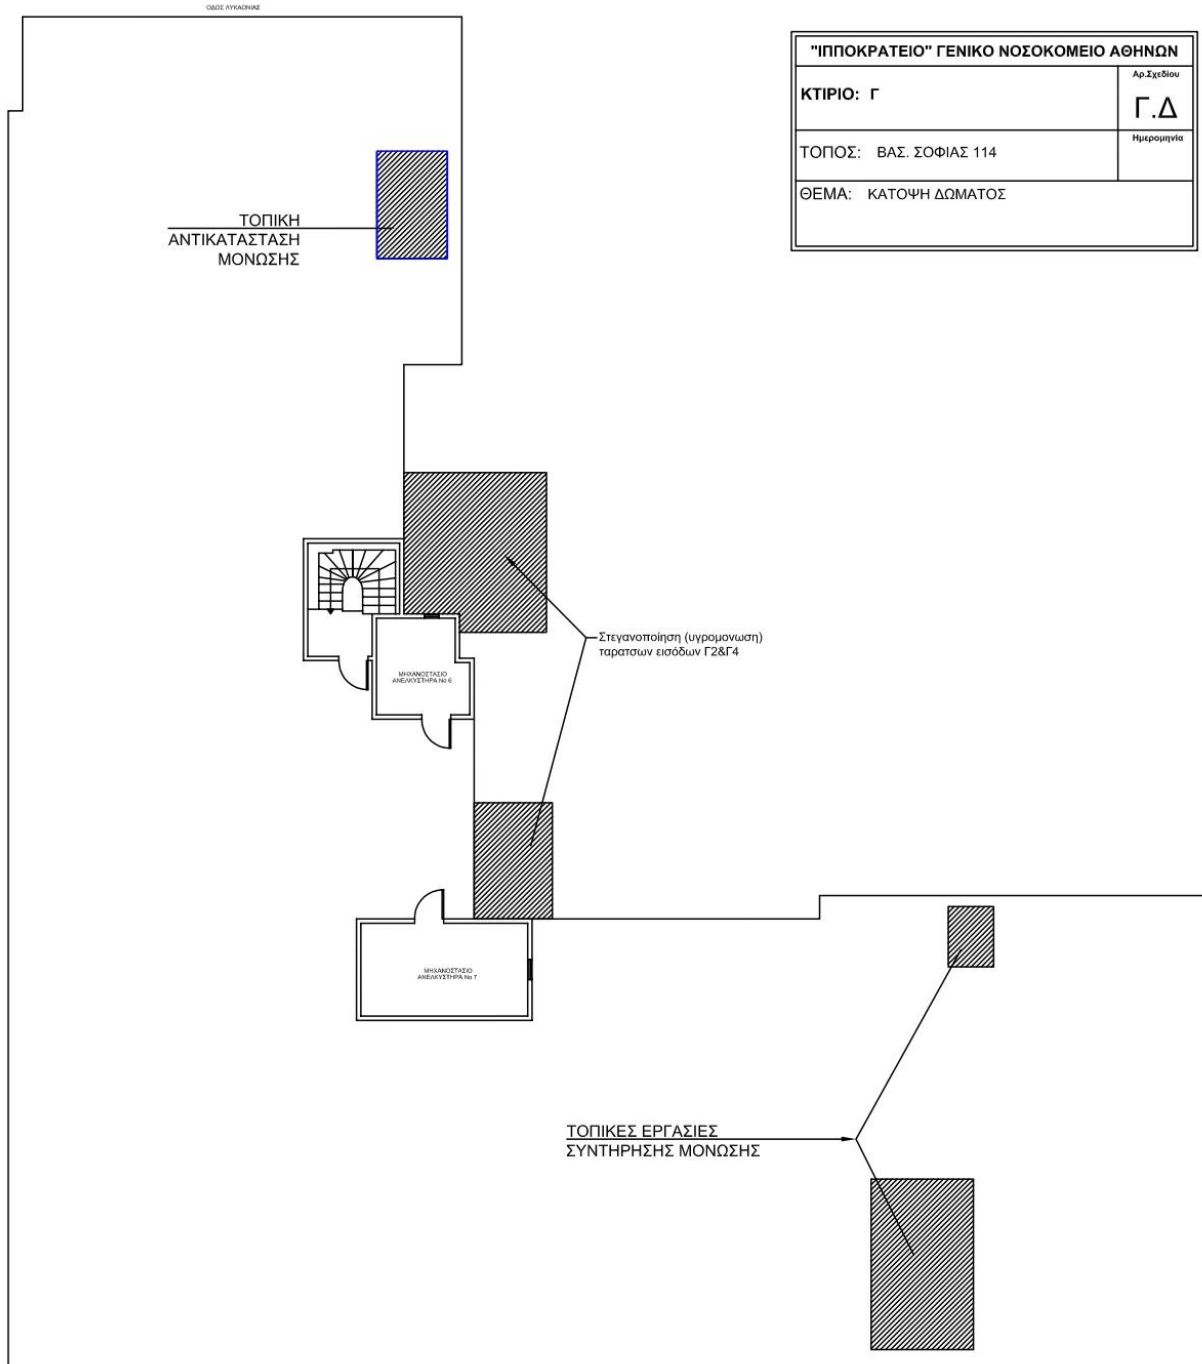 ΟΔΟΣ ΛΥΚΑΟΝΙΑΣ
"ΙΠΠΟΚΡΑΤΕΙΟ" ΓΕΝΙΚΟ ΝΟΣΟΚΟΜΕΙΟ ΑΘΗΝΩΝ
ΚΤΙΡΙΟ: Γ
Αρ.Σχεδίου
Γ.Δ
ΤΟΠΟΣ: ΒΑΣ. ΣΟΦΙΑΣ 114
Ημερομηνία
ΘΕΜΑ: ΚΑΤΟΨΗ ΔΩΜΑΤΟΣ
ΤΟΠΙΚΗ
ΑΝΤΙΚΑΤΑΣΤΑΣΗ
ΜΟΝΩΣΗΣ
Στεγανοποίηση (υγρομονωση)
ταρατσων εισόδων Γ2&Γ4
ΜΗΧΑΝΟΣΤΑΣΙΟ
ΑΝΕΛΚΥΣΤΗΡΑ Νο 6
ΜΗΧΑΝΟΣΤΑΣΙΟ
ΑΝΕΛΚΥΣΤΗΡΑ Νο 7
ΤΟΠΙΚΕΣ ΕΡΓΑΣΙΕΣ
ΣΥΝΤΗΡΗΣΗΣ ΜΟΝΩΣΗΣ